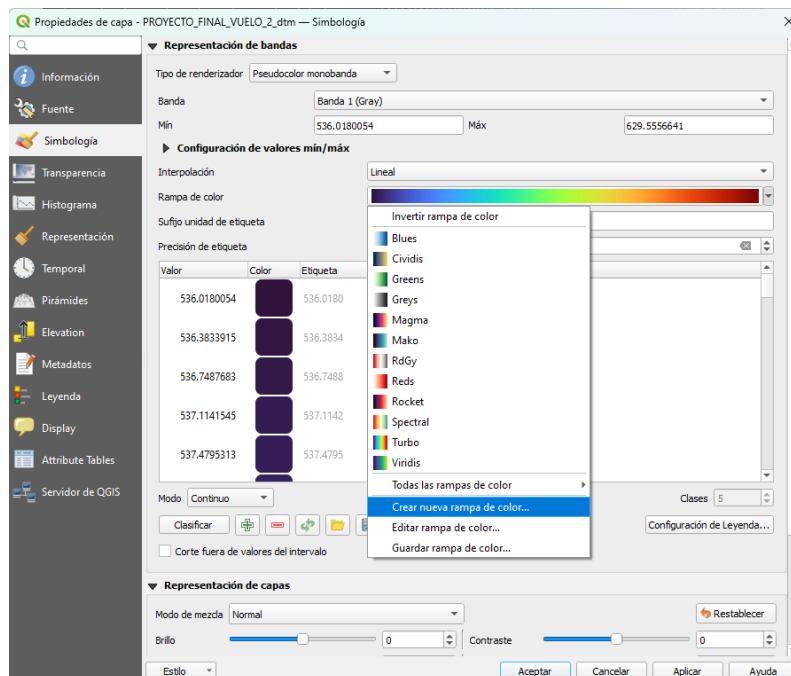 Propiedades de capa - PROYECTO_FINAL_VUELO_2_dtm — Simbología
Información
Fuente
Simbología
Transparencia
Histograma
Representación
Temporal
Pirámides
Elevation
Metadatos
Leyenda
Display
Attribute Tables
Servidor de QGIS
Representación de bandas
Tipo de renderizador Pseudocolor monobanda
Banda Banda 1 (Gray)
Mín 536.0180054 Máx 629.5556641
Configuración de valores mín/máx
Interpolación Lineal
Rampa de color
Sufijo unidad de etiqueta
Precisión de etiqueta
Valor Color Etiqueta
536.0180054 536.0180
536.3833915 536.3834
536.7487683 536.7488
537.1141545 537.1142
537.4795313 537.4795
Invertir rampa de color
Blues
Cividis
Greens
Greys
Magma
Mako
RdGy
Reds
Rocket
Spectral
Turbo
Viridis
Todas las rampas de color
Crear nueva rampa de color...
Editar rampa de color...
Guardar rampa de color...
Modo Continuo Clases 5
Clasificar Configuración de Leyenda...
Corte fuera de valores del intervalo
Representación de capas
Modo de mezcla Normal Restablecer
Brillo 0 Contraste 0
Estilo Aceptar Cancelar Aplicar Ayuda